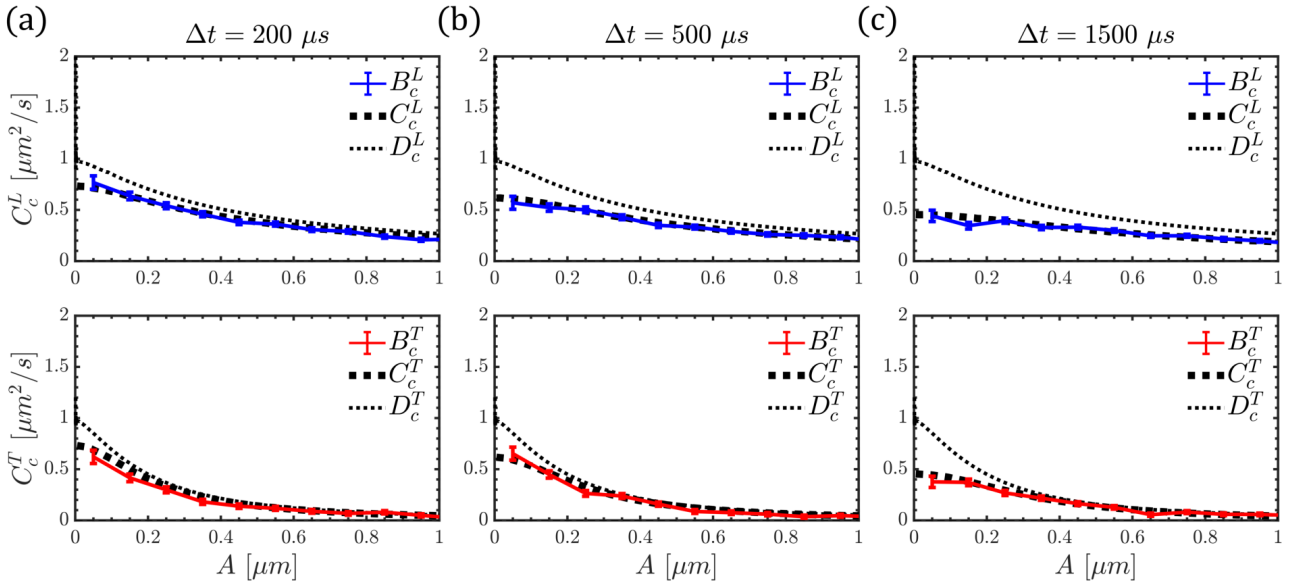 (a) Δt = 200 μs (b) Δt = 500 μs (c) Δt = 1500 μs
C_c^L [μm²/s]
2
1.5
1
0.5
0
0 0.2 0.4 0.6 0.8 1
B_c^L
C_c^L
D_c^L
2
1.5
1
0.5
0
0 0.2 0.4 0.6 0.8 1
B_c^L
C_c^L
D_c^L
2
1.5
1
0.5
0
0 0.2 0.4 0.6 0.8 1
B_c^L
C_c^L
D_c^L
C_c^T [μm²/s]
2
1.5
1
0.5
0
0 0.2 0.4 0.6 0.8 1
A [μm]
B_c^T
C_c^T
D_c^T
2
1.5
1
0.5
0
0 0.2 0.4 0.6 0.8 1
A [μm]
B_c^T
C_c^T
D_c^T
2
1.5
1
0.5
0
0 0.2 0.4 0.6 0.8 1
A [μm]
B_c^T
C_c^T
D_c^T